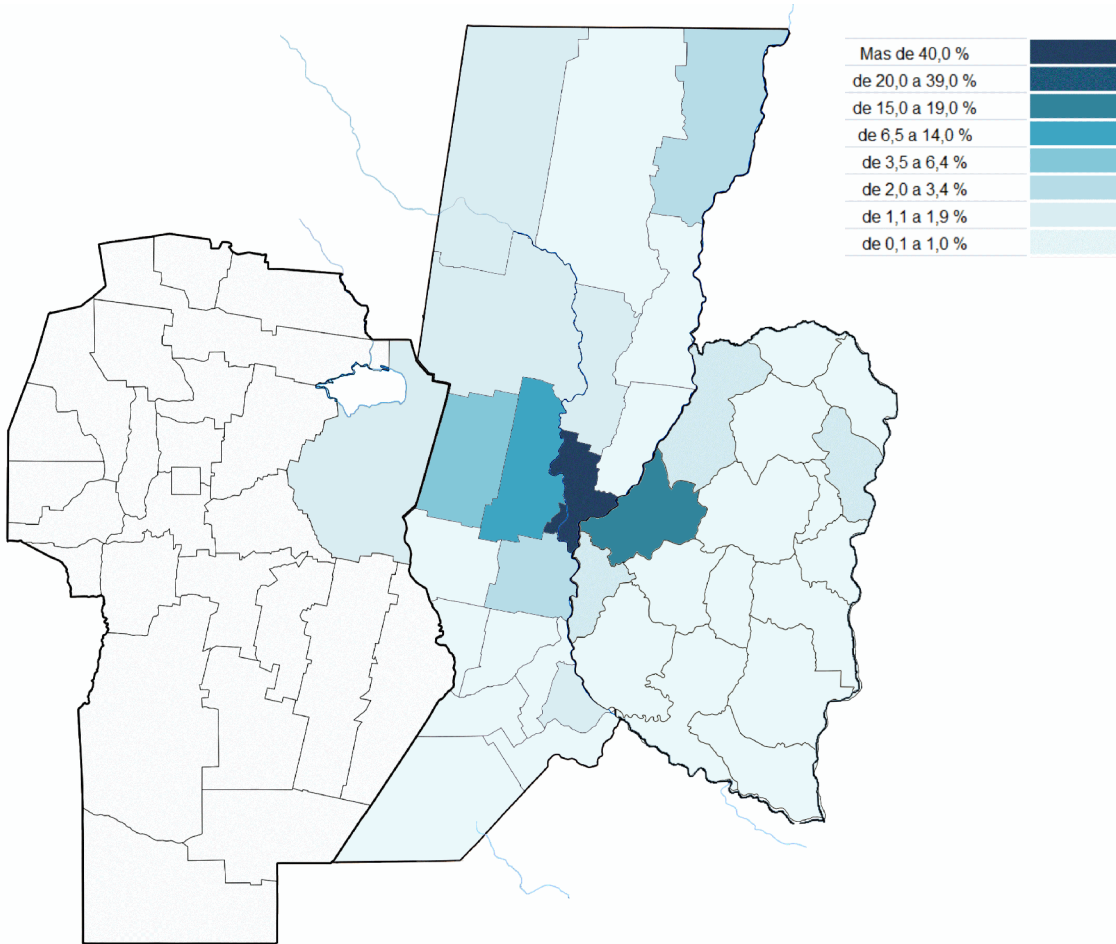 Mas de 40,0 %
de 20,0 a 39,0 %
de 15,0 a 19,0 %
de 6,5 a 14,0 %
de 3,5 a 6,4 %
de 2,0 a 3,4 %
de 1,1 a 1,9 %
de 0,1 a 1,0 %